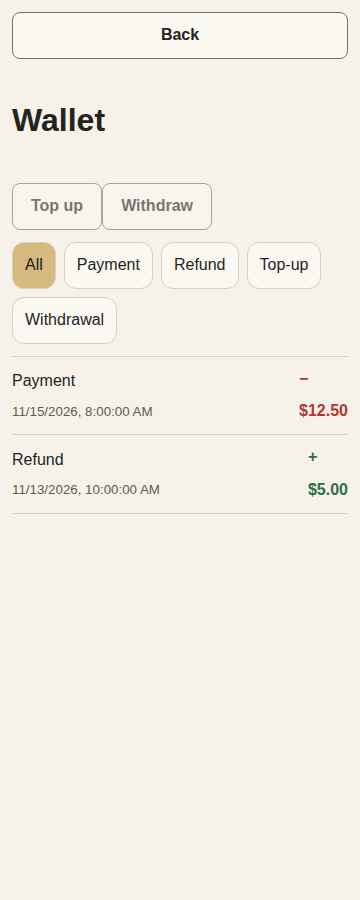 Back
Wallet
Top up Withdraw
All Payment Refund Top-up
Withdrawal
Payment −
11/15/2026, 8:00:00 AM $12.50
Refund +
11/13/2026, 10:00:00 AM $5.00